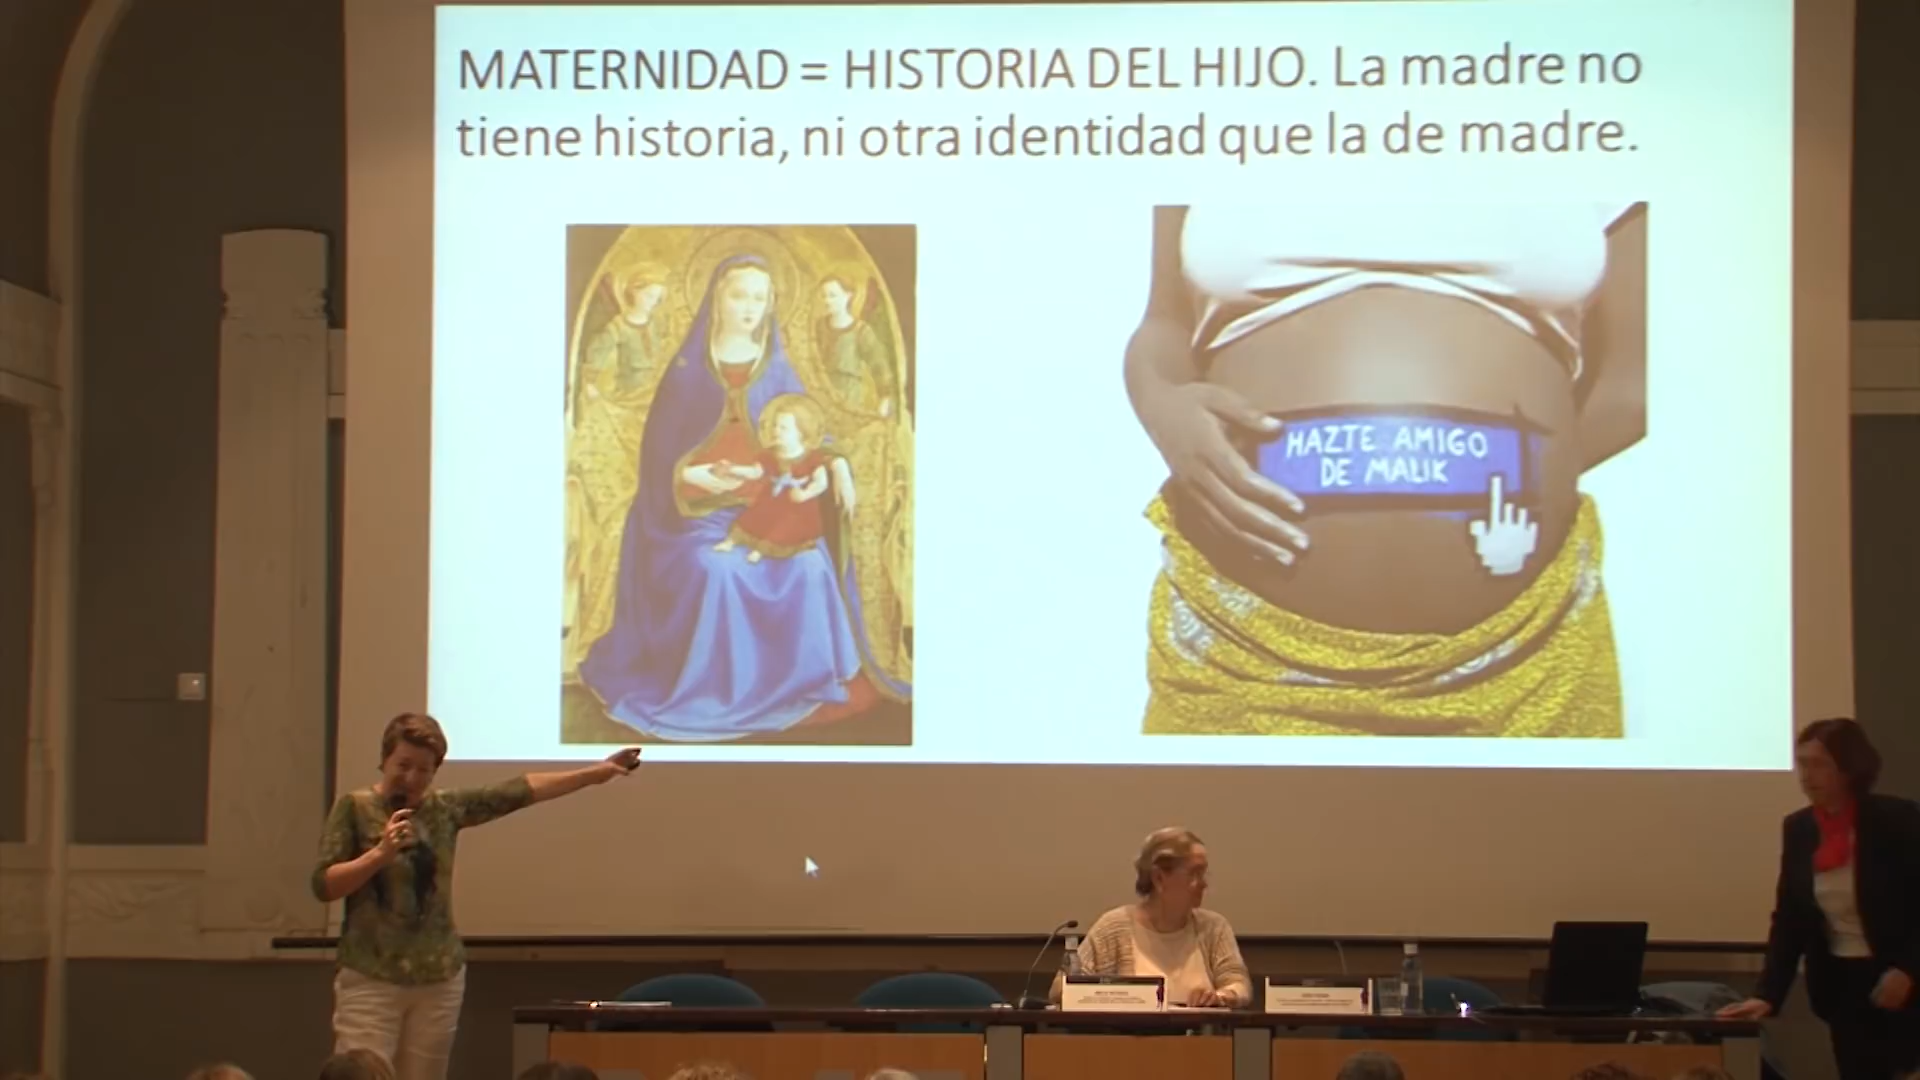 MATERNIDAD = HISTORIA DEL HIJO. La madre no
tiene historia, ni otra identidad que la de madre.
HAZTE AMIGO
DE MALIK